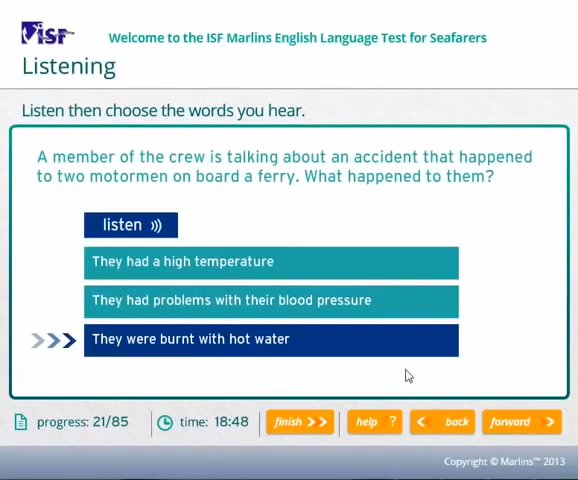 ISF
Welcome to the ISF Marlins English Language Test for Seafarers
Listening
Listen then choose the words you hear.
A member of the crew is talking about an accident that happened
to two motormen on board a ferry. What happened to them?
listen
They had a high temperature
They had problems with their blood pressure
They were burnt with hot water
progress: 21/85 time: 18:48 finish >> help ? < back forward >
Copyright © Marlins™ 2013